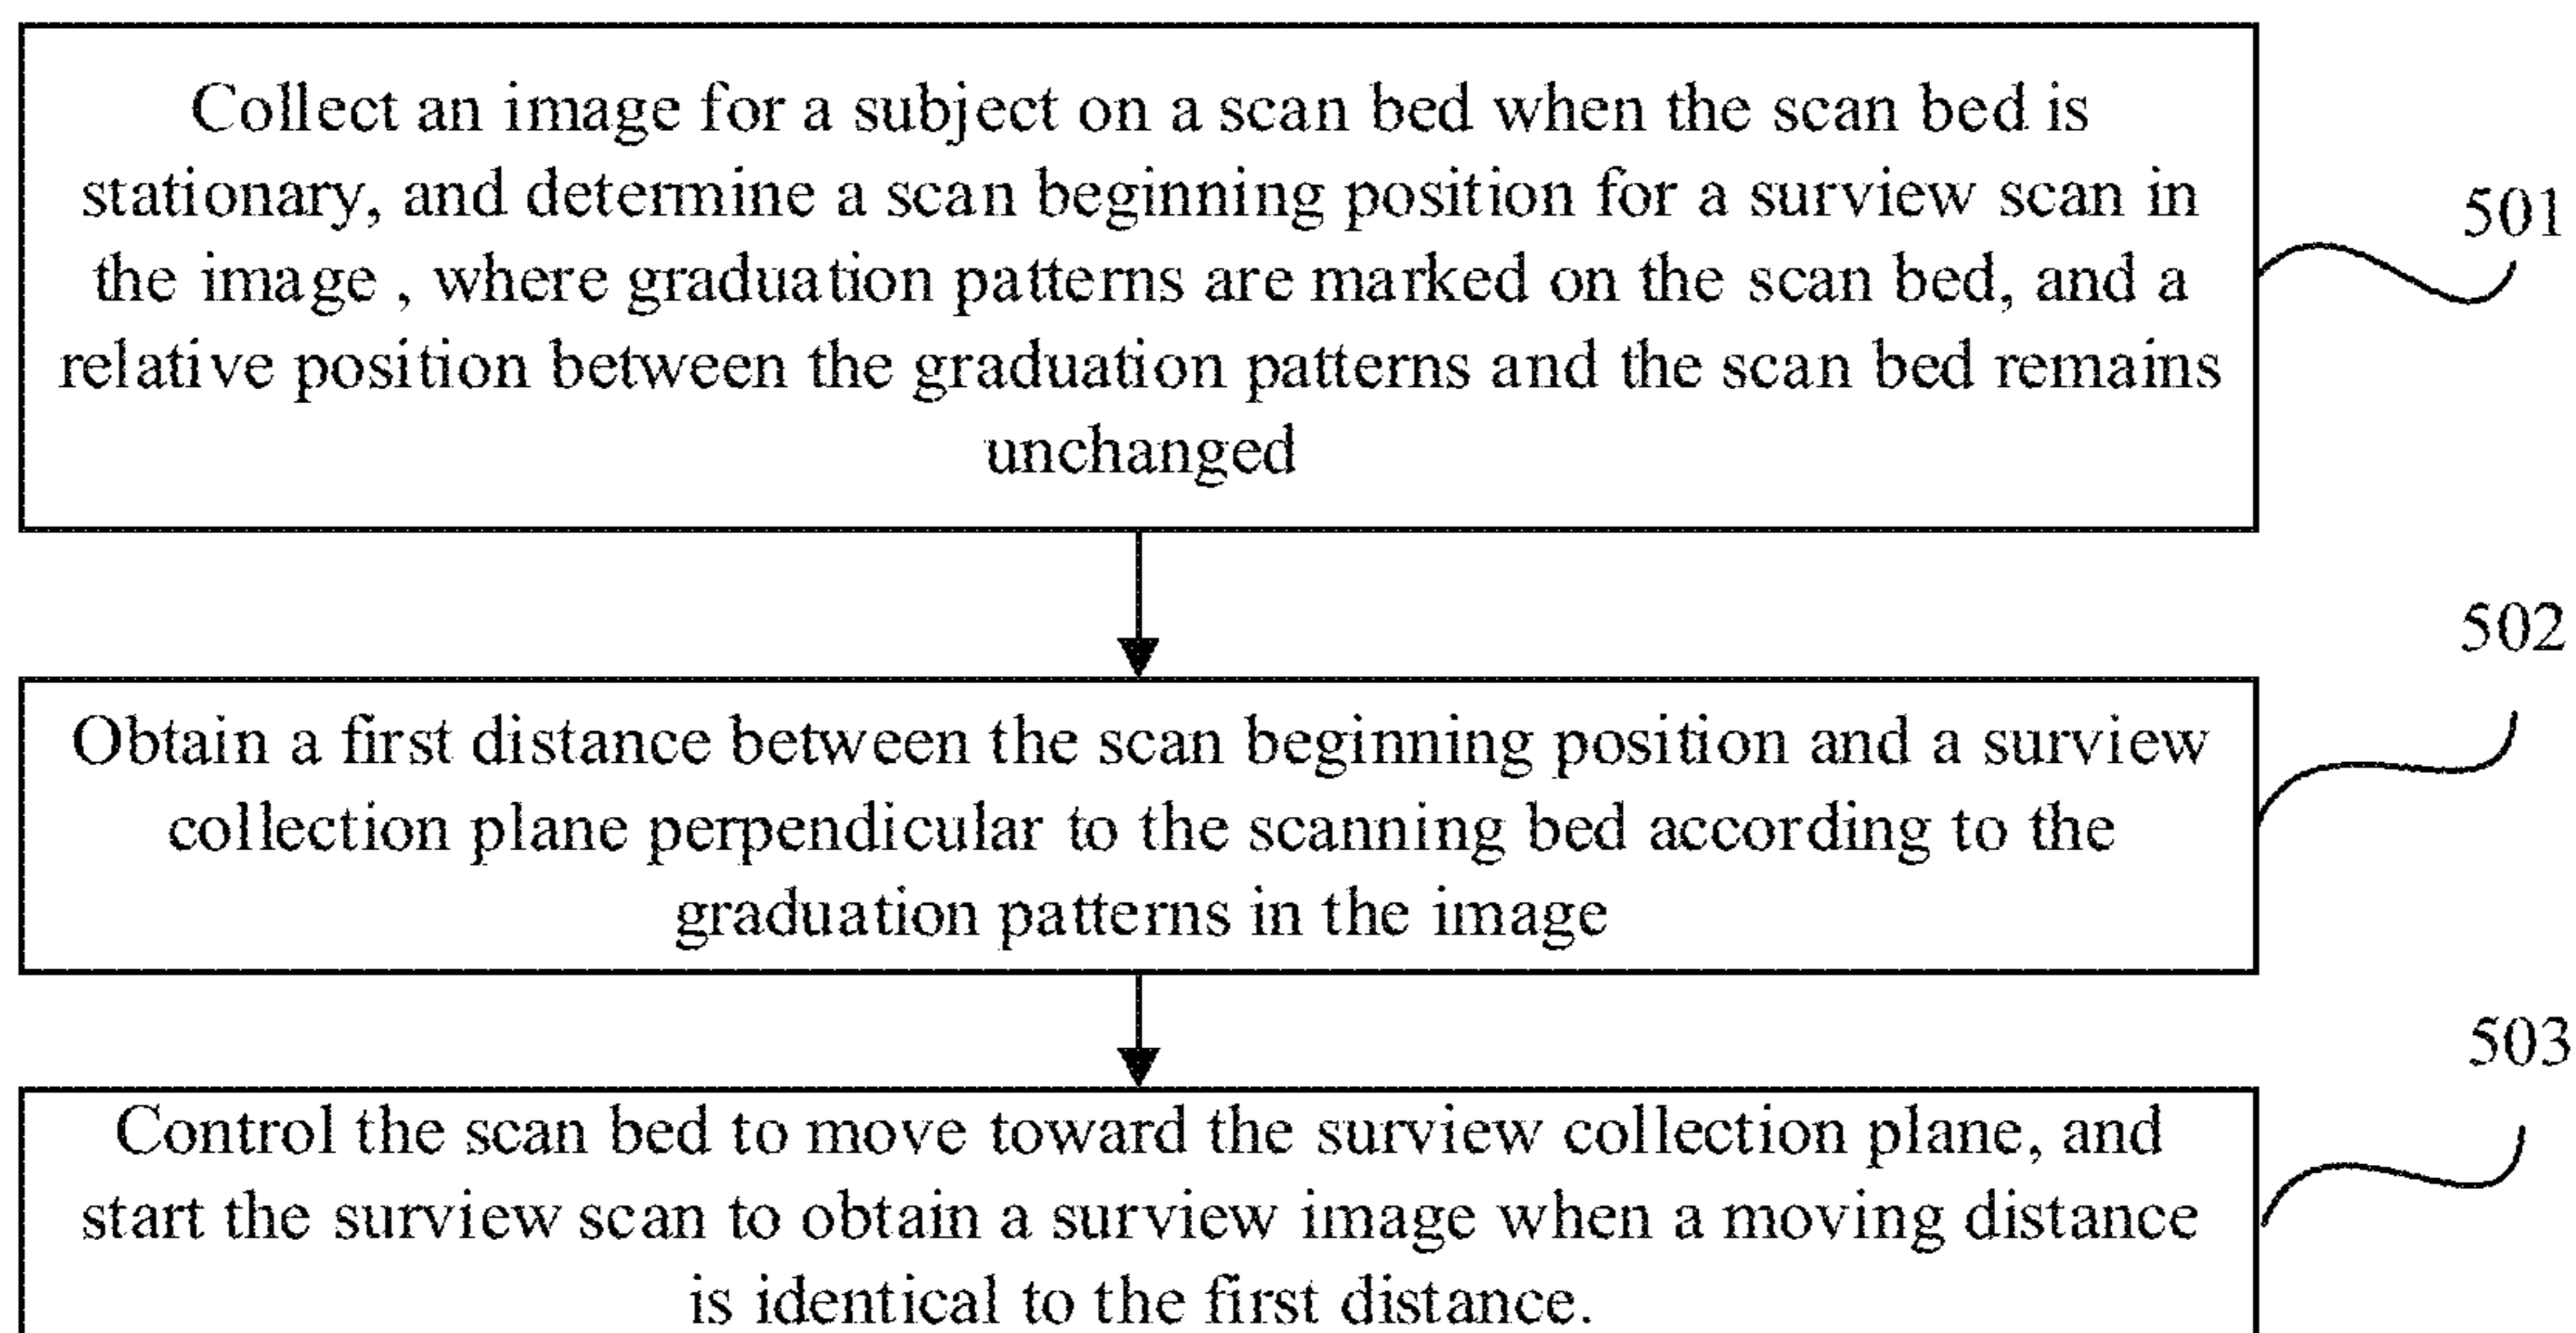 Collect an image for a subject on a scan bed when the scan bed is
stationary, and determine a scan beginning position for a surview scan in
the image , where graduation patterns are marked on the scan bed, and a
relative position between the graduation patterns and the scan bed remains
unchanged
501
502
Obtain a first distance between the scan beginning position and a surview
collection plane perpendicular to the scanning bed according to the
graduation patterns in the image
503
Control the scan bed to move toward the surview collection plane, and
start the surview scan to obtain a surview image when a moving distance
is identical to the first distance.